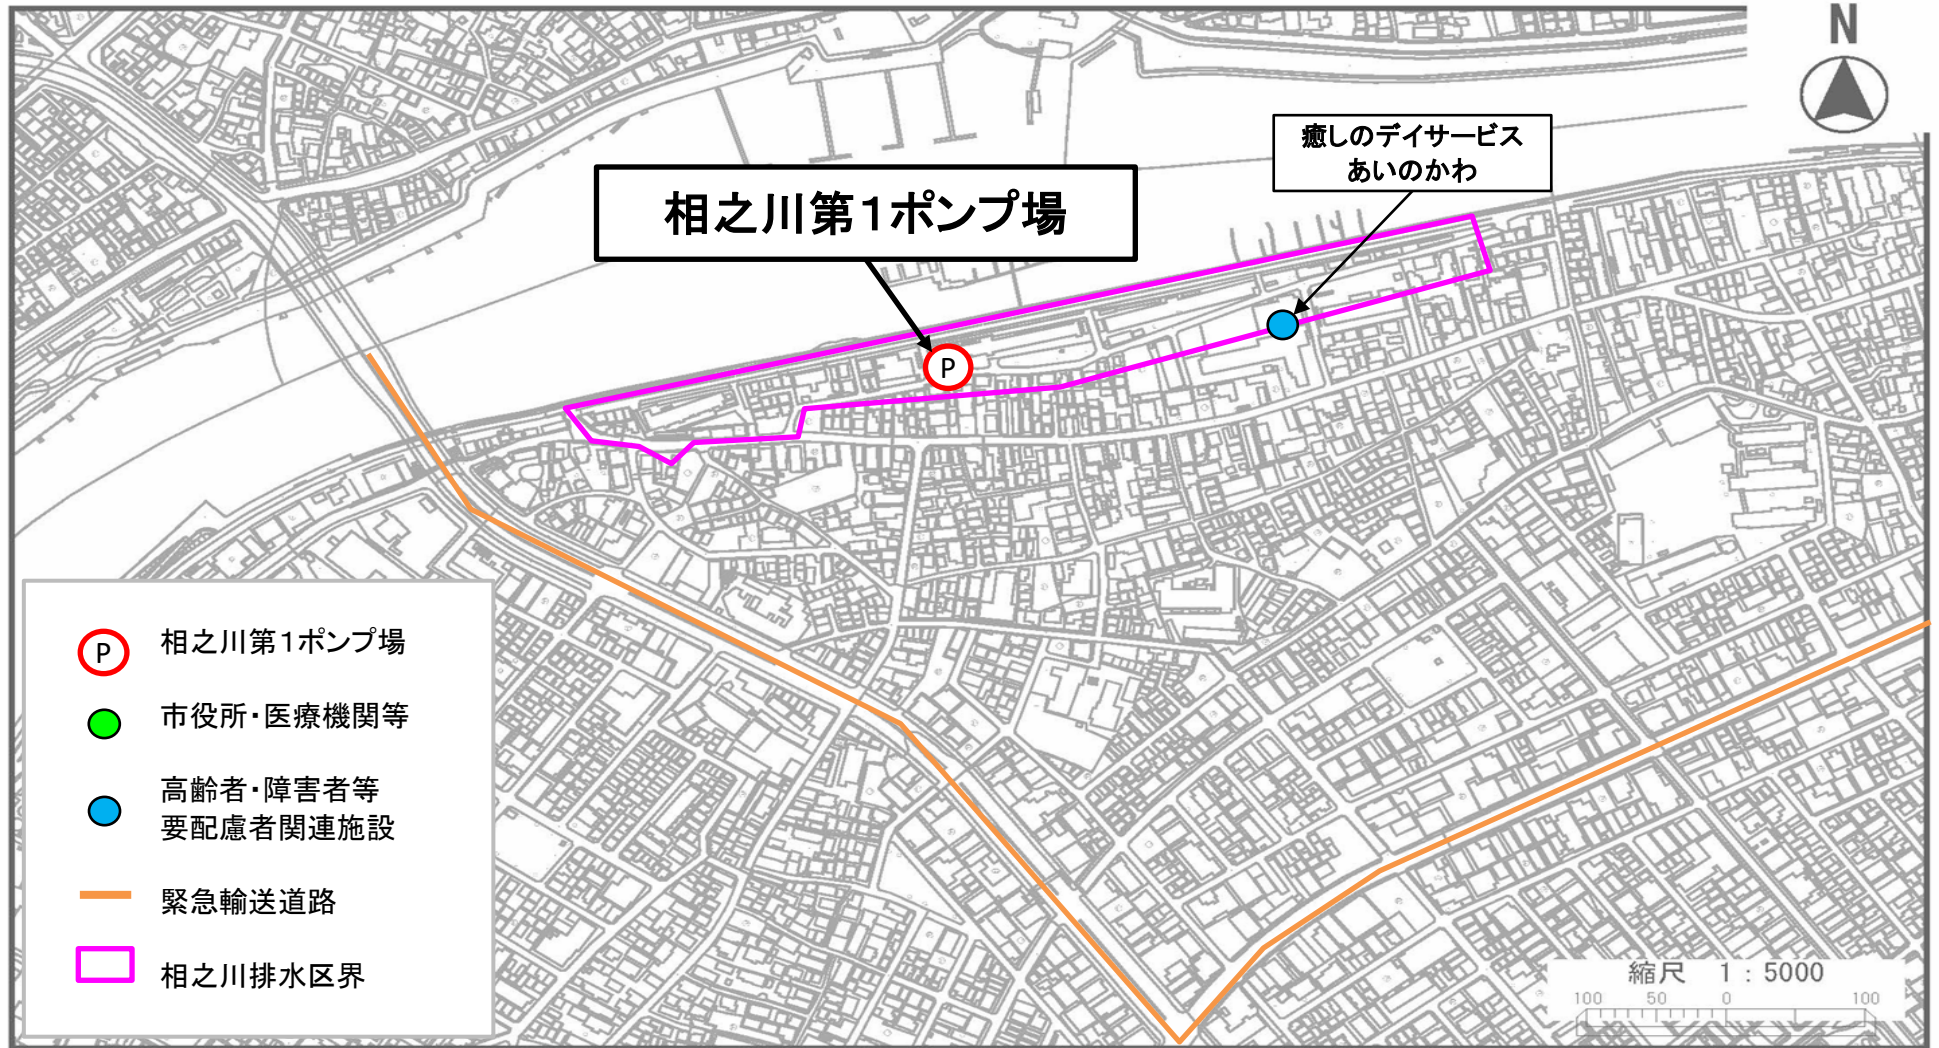 N
癒しのデイサービス
あいのかわ
相之川第1ポンプ場
P
P
相之川第1ポンプ場
市役所・医療機関等
高齢者・障害者等
要配慮者関連施設
緊急輸送道路
相之川排水区界
縮尺 1:5000
100 50 0 100